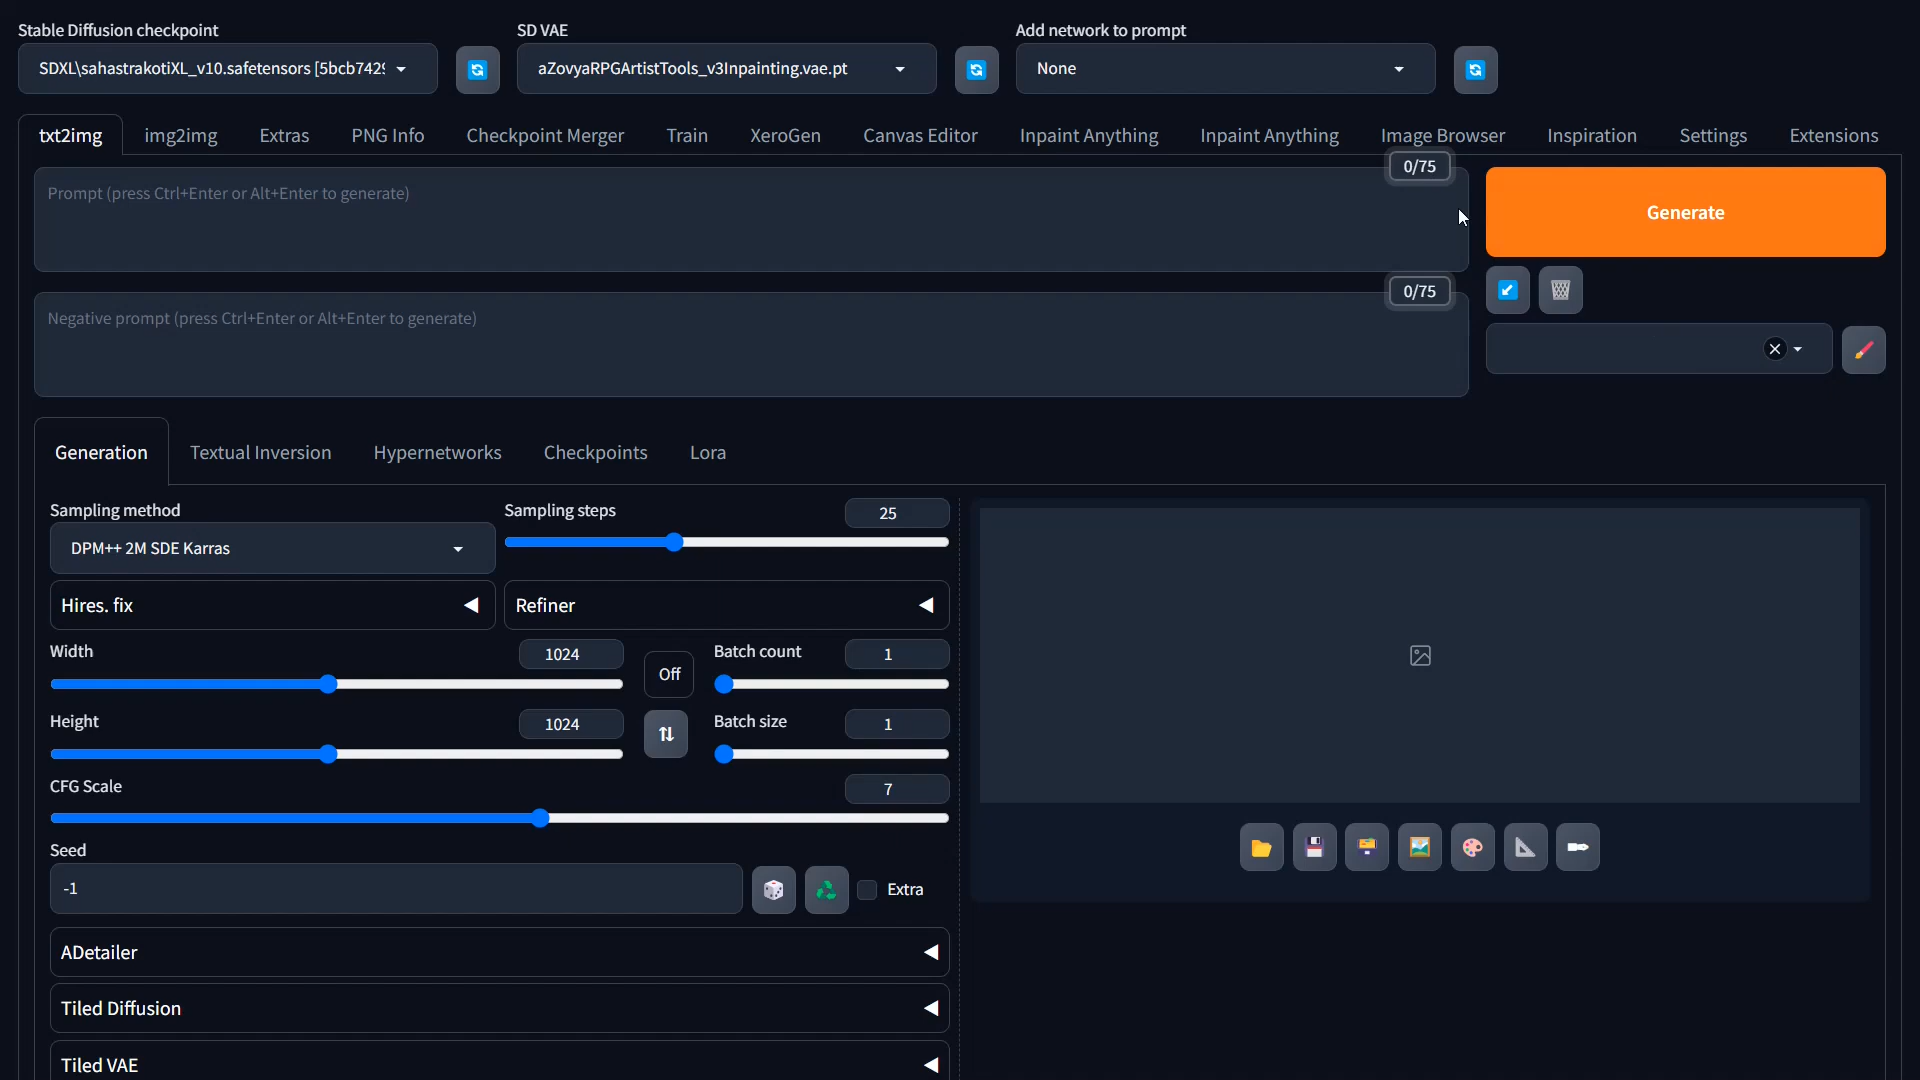 Stable Diffusion checkpoint
SD VAE
Add network to prompt
SDXL\sahastrakotiXL_v10.safetensors [5bcb7429
aZovyaRPGArtistTools_v3Inpainting.vae.pt
None
txt2img
img2img
Extras
PNG Info
Checkpoint Merger
Train
XeroGen
Canvas Editor
Inpaint Anything
Inpaint Anything
Image Browser
Inspiration
Settings
Extensions
0/75
Prompt (press Ctrl+Enter or Alt+Enter to generate)
Generate
0/75
Negative prompt (press Ctrl+Enter or Alt+Enter to generate)
Generation
Textual Inversion
Hypernetworks
Checkpoints
Lora
Sampling method
Sampling steps
25
DPM++ 2M SDE Karras
Hires. fix
Refiner
Width
1024
Off
Batch count
1
Height
1024
Batch size
1
CFG Scale
7
Seed
-1
Extra
ADetailer
Tiled Diffusion
Tiled VAE